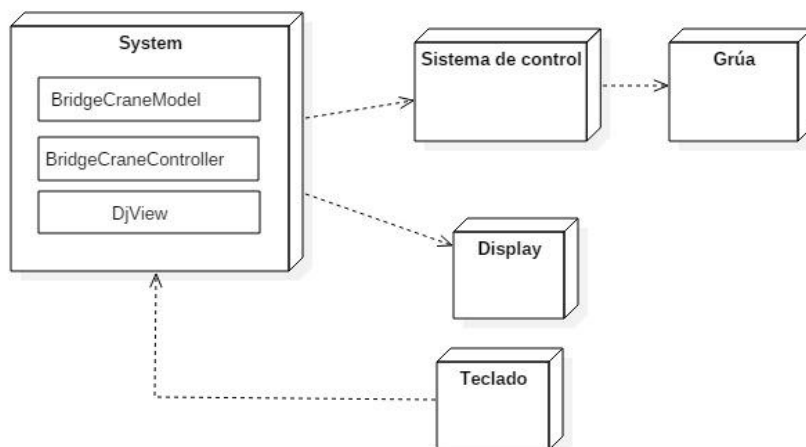 System
BridgeCraneModel
BridgeCraneController
DjView
Sistema de control
Grúa
Display
Teclado